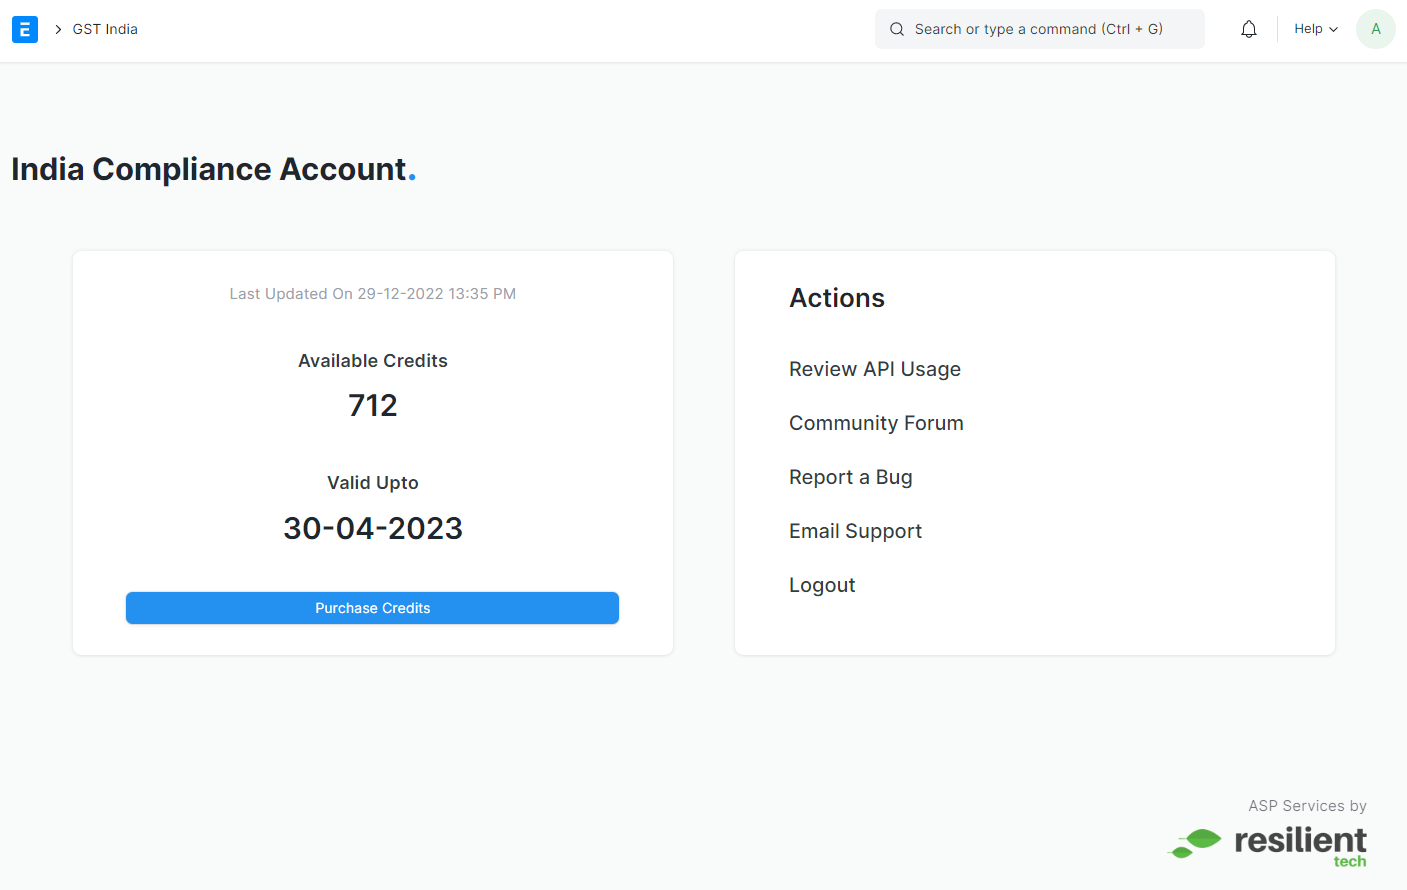 E
GST India
Search or type a command (Ctrl + G)
Help
A
India Compliance Account.
Last Updated On 29-12-2022 13:35 PM
Available Credits
712
Valid Upto
30-04-2023
Purchase Credits
Actions
Review API Usage
Community Forum
Report a Bug
Email Support
Logout
ASP Services by
resilient
tech